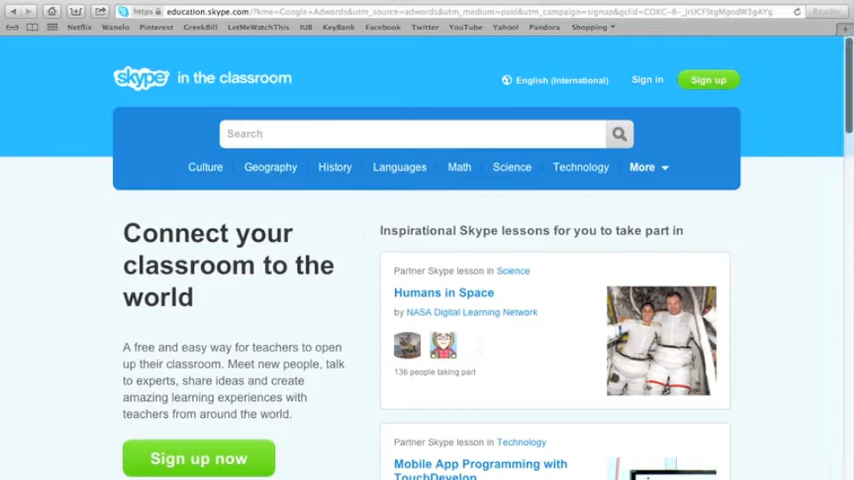 https education.skype.com/?kme=Google+Adwords&utm_source=adwords&utm_medium=paid&utm_campaign=signup&gclid=
Reader
Netflix Wanelo Pinterest GreekBill LetMeWatchThis IUB KeyBank Facebook Twitter YouTube Yahoo! Pandora Shopping
skype in the classroom
English (International) Sign in Sign up
Search
Culture Geography History Languages Math Science Technology More
Connect your
classroom to the
world
A free and easy way for teachers to open
up their classroom. Meet new people, talk
to experts, share ideas and create
amazing learning experiences with
teachers from around the world.
Sign up now
Inspirational Skype lessons for you to take part in
Partner Skype lesson in Science
Humans in Space
by NASA Digital Learning Network
136 people taking part
Partner Skype lesson in Technology
Mobile App Programming with
TouchDevelop